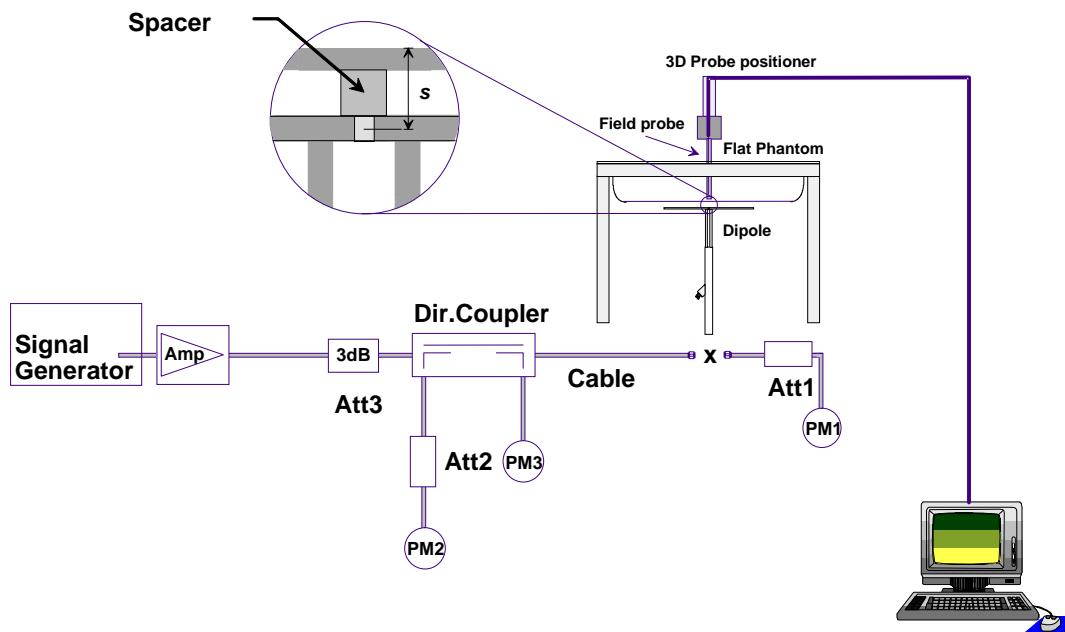 Spacer
s
3D Probe positioner
Field probe
Flat Phantom
Dipole
Dir.Coupler
Signal
Generator
Amp
3dB
Att3
Cable
x
Att1
PM1
Att2
PM3
PM2